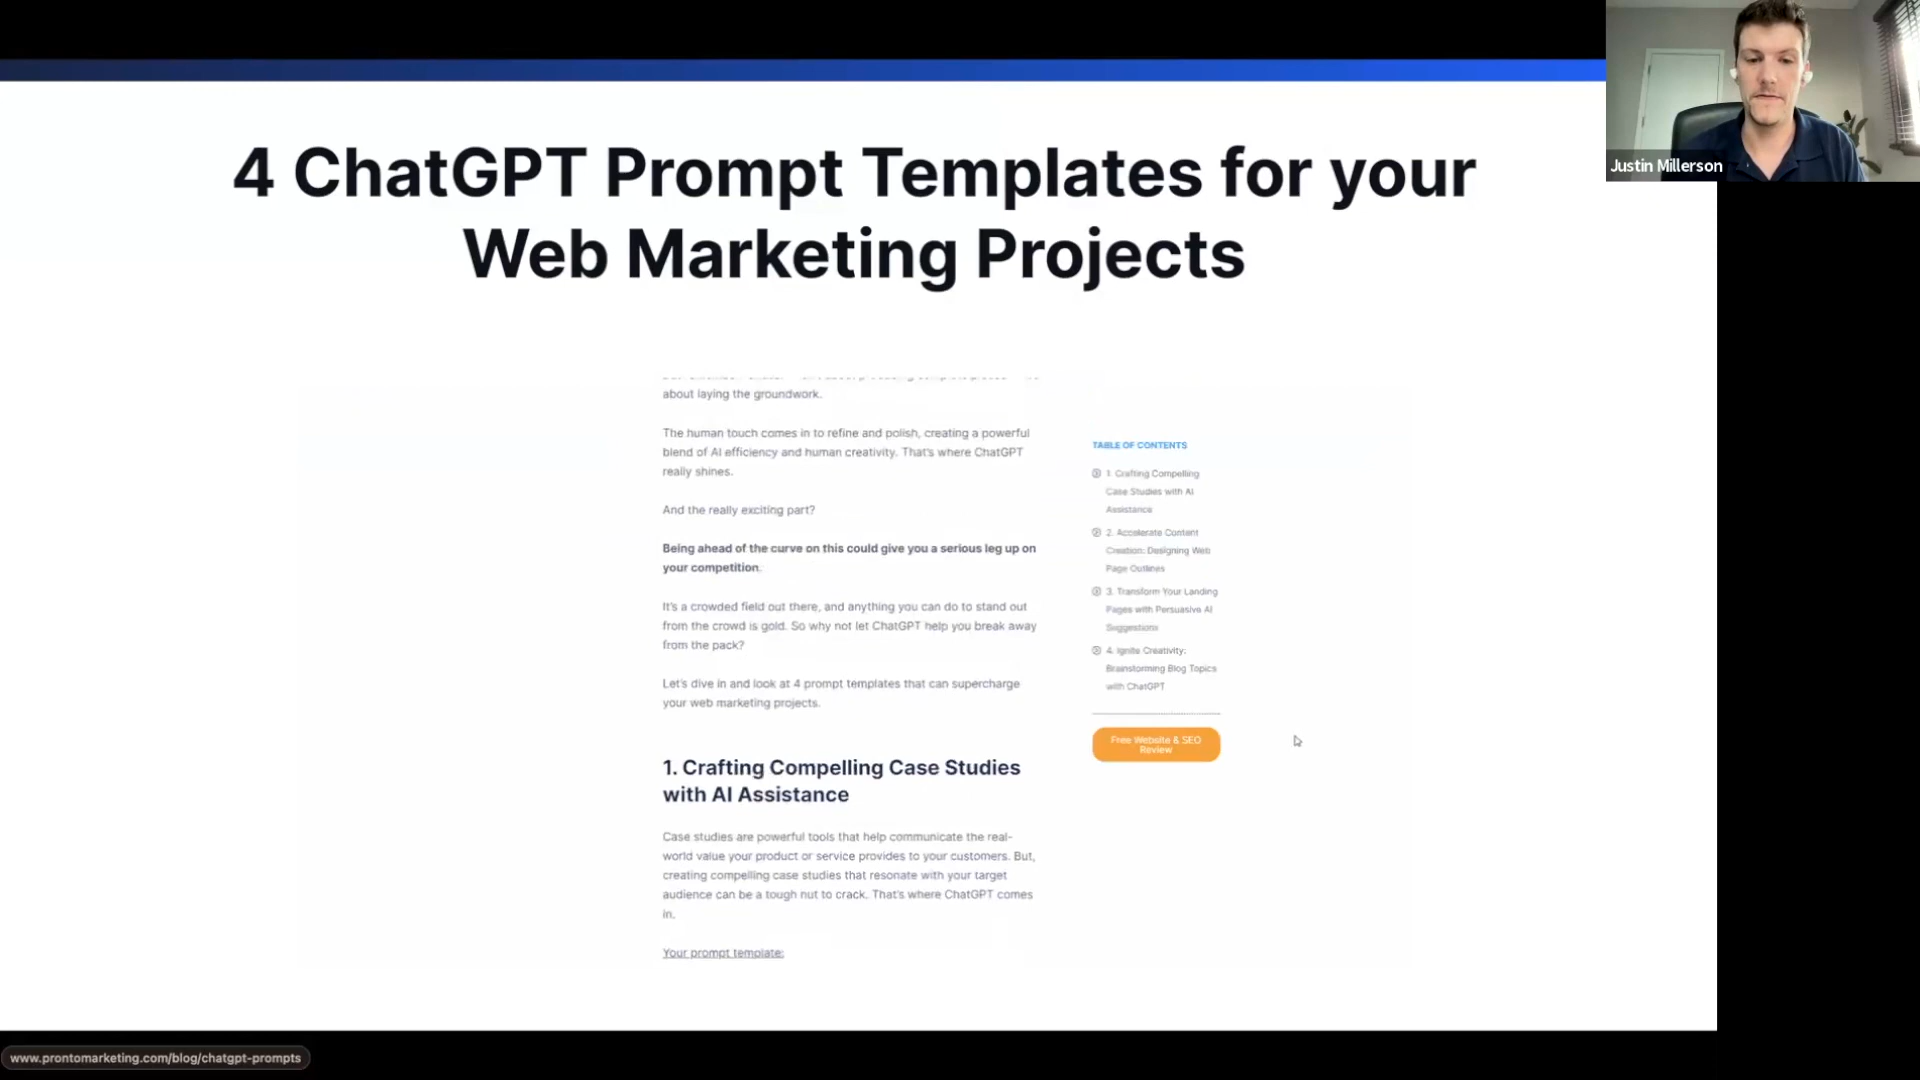 4 ChatGPT Prompt Templates for your
Web Marketing Projects
Justin Millerson
about laying the groundwork.
The human touch comes in to refine and polish, creating a powerful
blend of AI efficiency and human creativity. That's where ChatGPT
really shines.
And the really exciting part?
Being ahead of the curve on this could give you a serious leg up on
your competition.
It's a crowded field out there, and anything you can do to stand out
from the crowd is gold. So why not let ChatGPT help you break away
from the pack?
Let's dive in and look at 4 prompt templates that can supercharge
your web marketing projects.
1. Crafting Compelling Case Studies
with AI Assistance
Case studies are powerful tools that help communicate the real-
world value your product or service provides to your customers. But,
creating compelling case studies that resonate with your target
audience can be a tough nut to crack. That's where ChatGPT comes
in.
Your prompt template:
TABLE OF CONTENTS
1. Crafting Compelling
Case Studies with AI
Assistance
2. Accelerate Content
Creation: Designing Web
Page Outlines
3. Transform Your Landing
Pages with Persuasive AI
Suggestions
4. Ignite Creativity:
Brainstorming Blog Topics
with ChatGPT
Free Website & SEO
Review
www.prontomarketing.com/blog/chatgpt-prompts